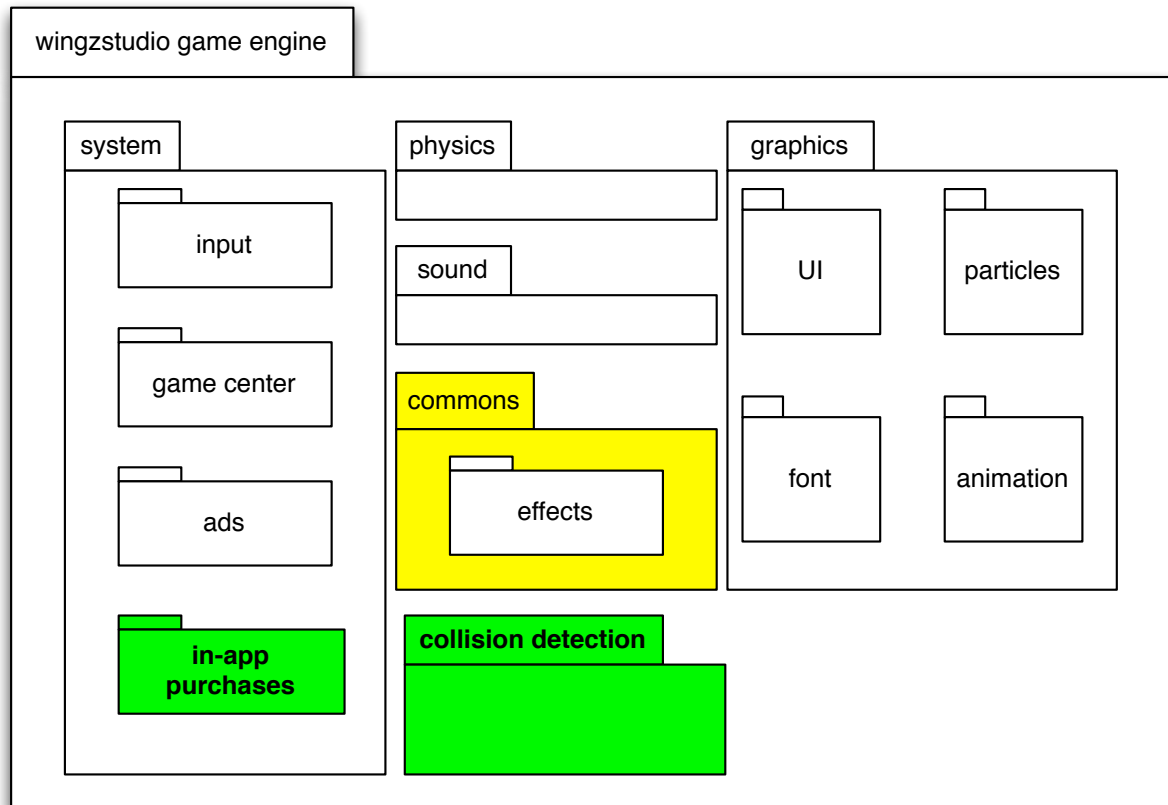 wingzstudio game engine
system
input
game center
ads
in-app
purchases
physics
sound
commons
effects
collision detection
graphics
UI
particles
font
animation